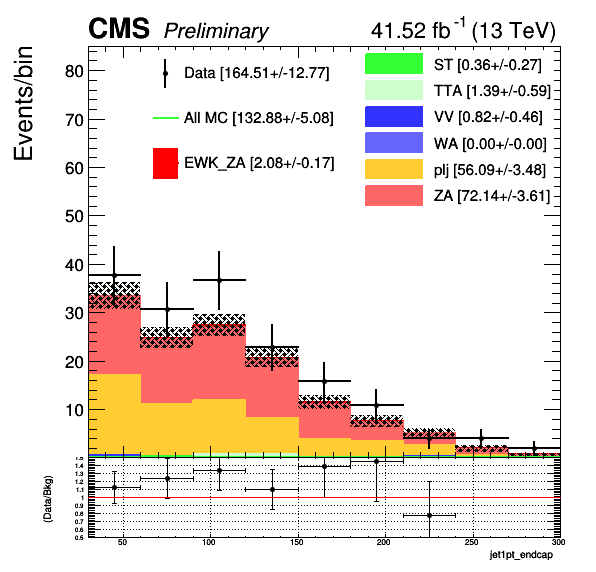 CMS Preliminary 41.52 fb⁻¹ (13 TeV)
Events/bin
80
70
60
50
40
30
20
10
Data [164.51+/-12.77]
All MC [132.88+/-5.08]
EWK_ZA [2.08+/-0.17]
ST [0.36+/-0.27]
TTA [1.39+/-0.59]
VV [0.82+/-0.46]
WA [0.00+/-0.00]
plj [56.09+/-3.48]
ZA [72.14+/-3.61]
(Data/Bkg)
1.5
1.4
1.3
1.2
1.1
1
0.9
0.8
0.7
0.6
0.5
50 100 150 200 250 300
jet1pt_endcap